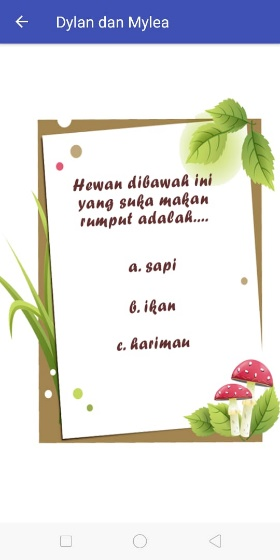 Dylan dan Mylea
Hewan dibawah ini
yang suka makan
rumput adalah....
a. sapi
b. ikan
c. harimau